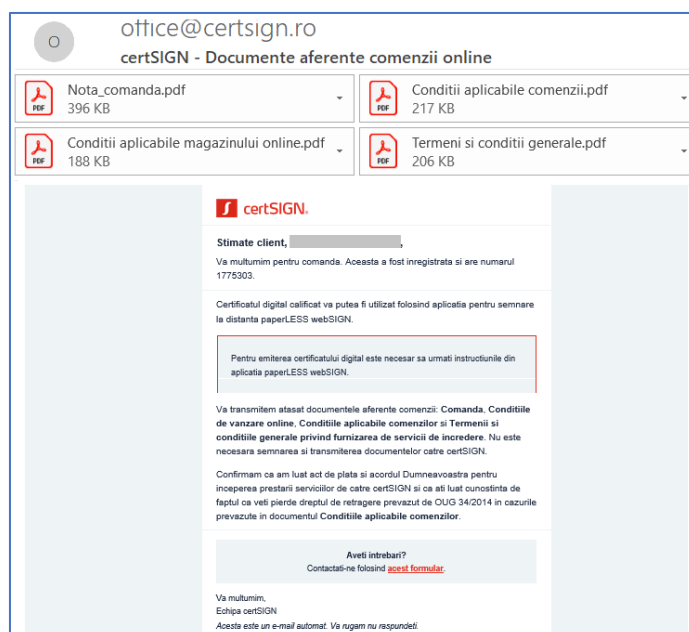 O
office@certsign.ro
certSIGN - Documente aferente comenzii online
Nota_comanda.pdf
396 KB
Conditii aplicabile comenzii.pdf
217 KB
Conditii aplicabile magazinului online.pdf
188 KB
Termeni si conditii generale.pdf
206 KB
PDF
PDF
PDF
PDF
certSIGN.
Stimate client, ,
Va multumim pentru comanda. Aceasta a fost inregistrata si are numarul
1775303.
Certificatul digital calificat va putea fi utilizat folosind aplicatia pentru semnare
la distanta paperLESS webSIGN.
Pentru emiterea certificatului digital este necesar sa urmati instructiunile din
aplicatia paperLESS webSIGN.
Va transmitem atasat documentele aferente comenzii: Comanda, Conditiile
de vanzare online, Conditiile aplicabile comenzilor si Termenii si
conditiile generale privind furnizarea de servicii de incredere. Nu este
necesara semnarea si transmiterea documentelor catre certSIGN.
Confirmam ca am luat act de plata si acordul Dumneavoastra pentru
inceperea prestarii serviciilor de catre certSIGN si ca ati luat cunostinta de
faptul ca veti pierde dreptul de retragere prevazut de OUG 34/2014 in cazurile
prevazute in documentul Conditiile aplicabile comenzilor.
Aveti intrebari?
Contactati-ne folosind acest formular.
Va multumim,
Echipa certSIGN
Acesta este un e-mail automat. Va rugam nu raspundeti.